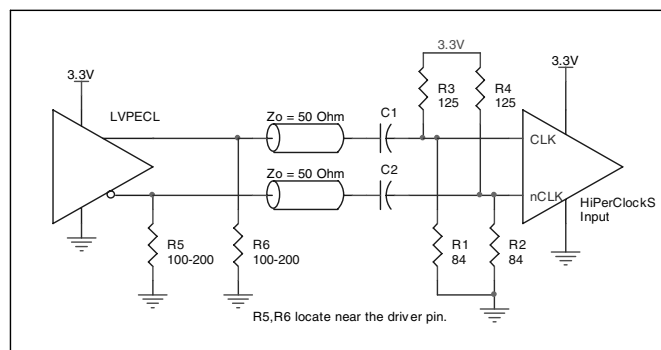 3.3V
3.3V
3.3V
LVPECL
Zo = 50 Ohm
C1
R3
125
R4
125
CLK
Zo = 50 Ohm
C2
nCLK
HiPerClockS
Input
R5
100-200
R6
100-200
R1
84
R2
84
R5,R6 locate near the driver pin.